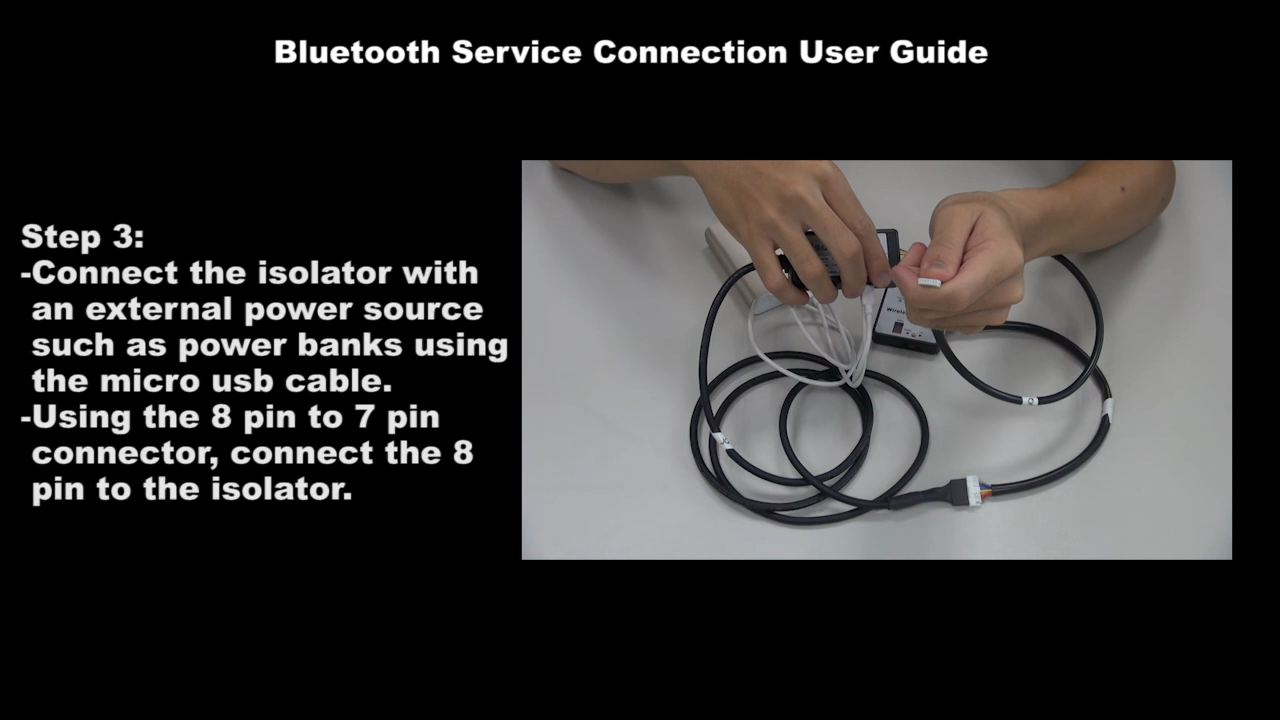 Bluetooth Service Connection User Guide
Step 3:
-Connect the isolator with
an external power source
such as power banks using
the micro usb cable.
-Using the 8 pin to 7 pin
connector, connect the 8
pin to the isolator.